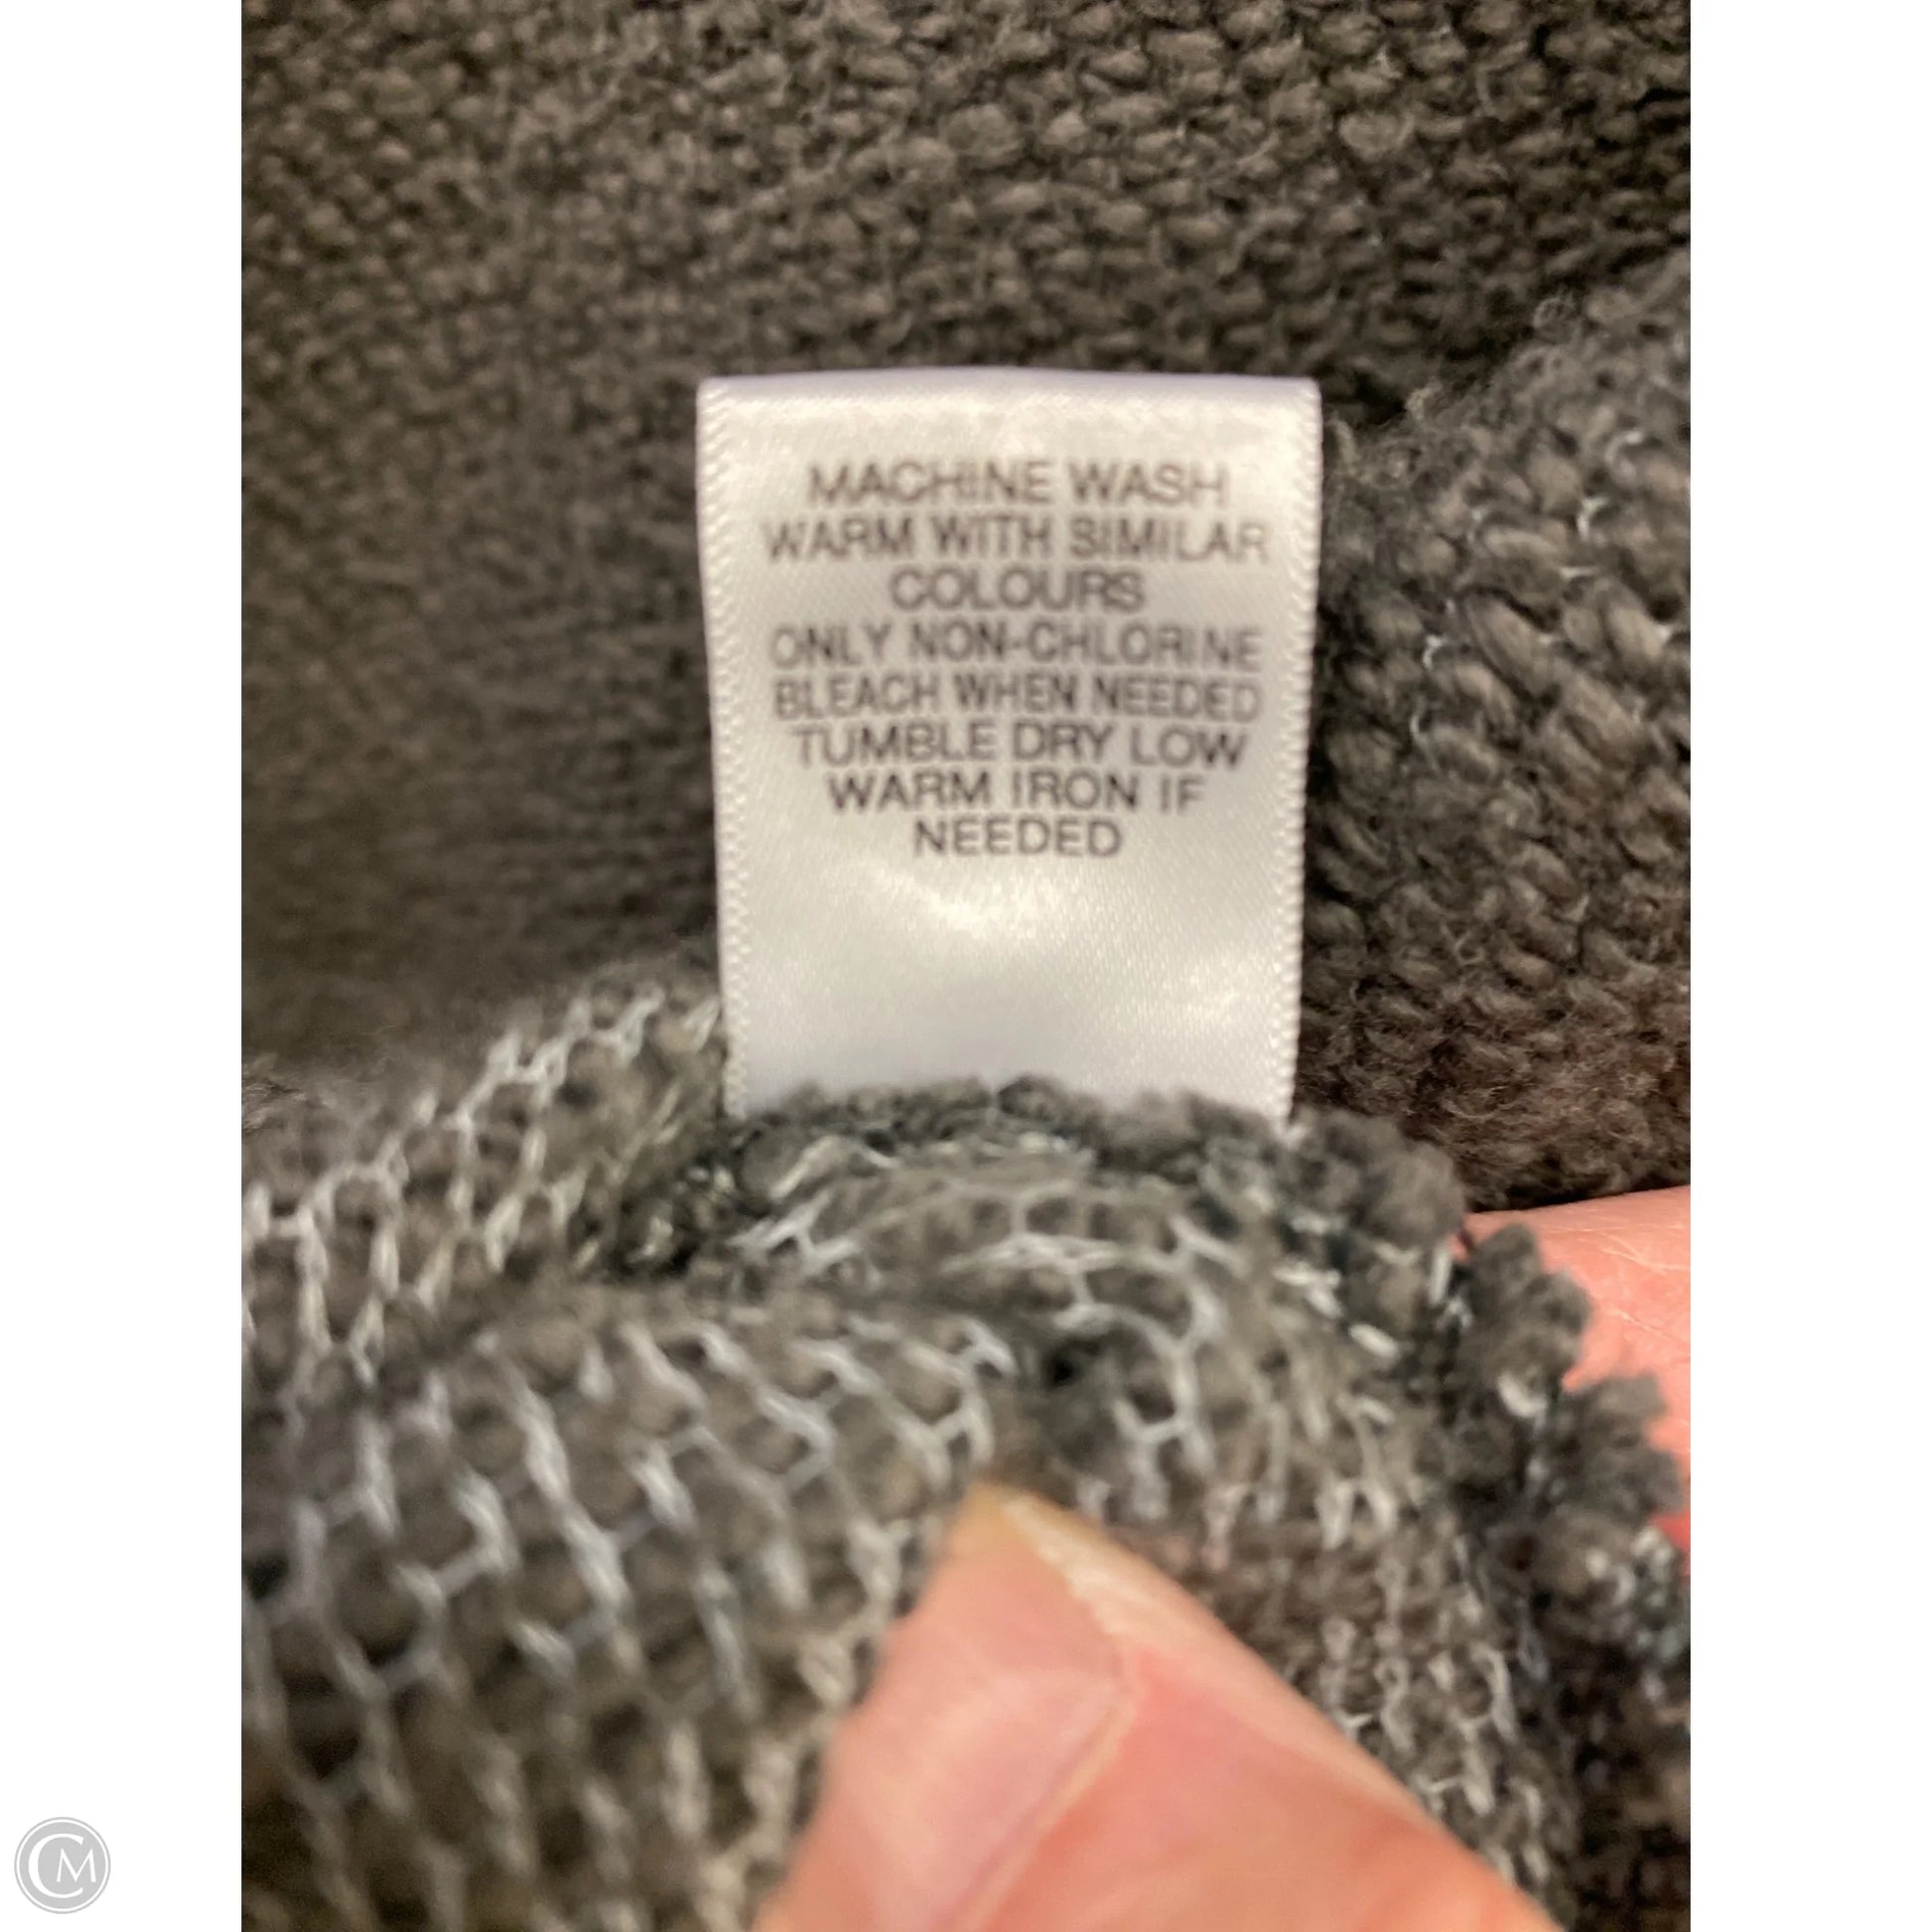 MACHINE WASH
WARM WITH SIMILAR
COLOURS
ONLY NON-CHLORINE
BLEACH WHEN NEEDED
TUMBLE DRY LOW
WARM IRON IF
NEEDED
CM